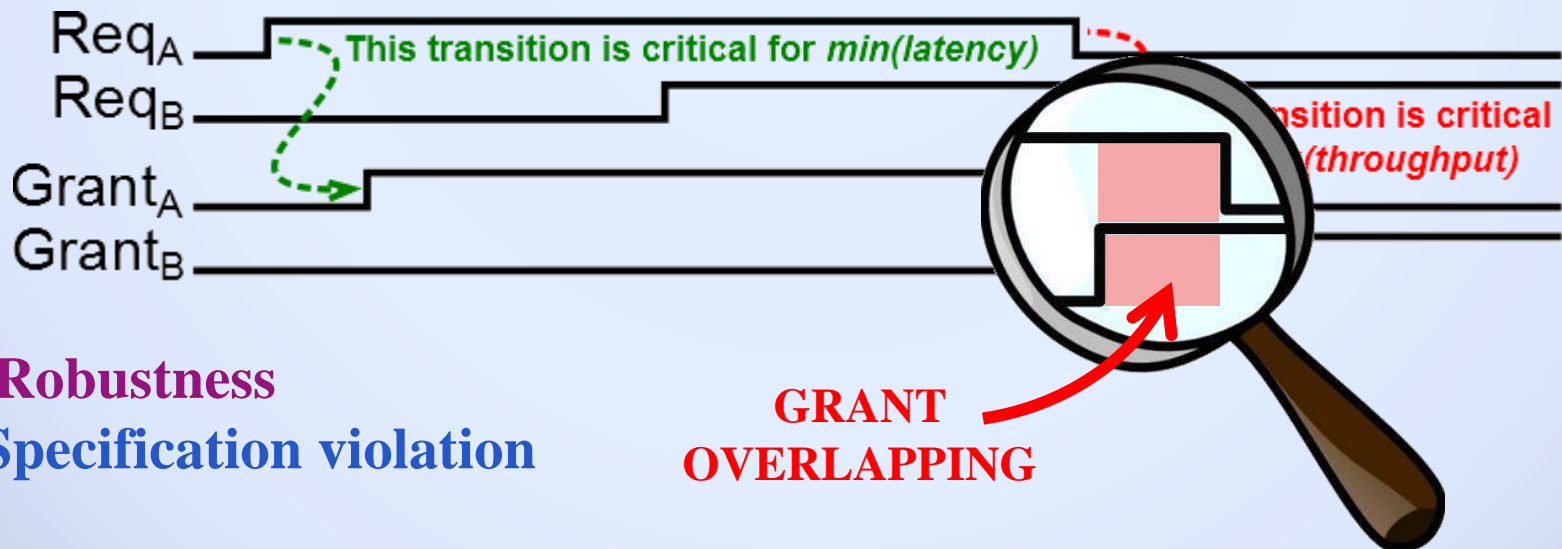 Req_A
This transition is critical for min(latency)
Req_B
nsition is critical
(throughput)
Grant_A
Grant_B
Robustness
Specification violation
GRANT
OVERLAPPING